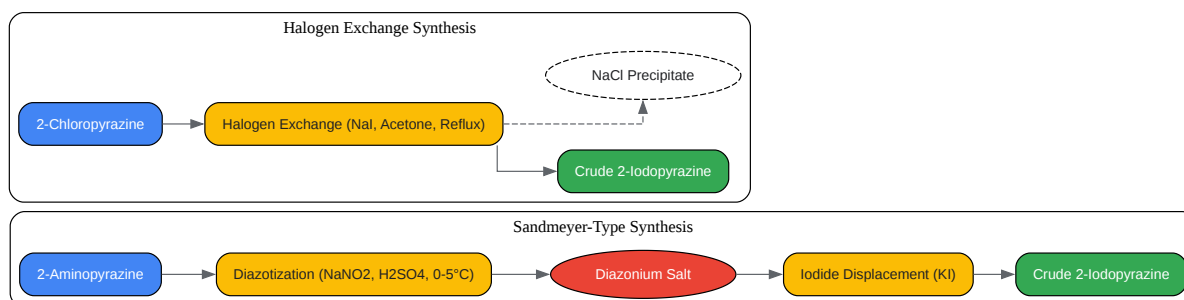 Halogen Exchange Synthesis
NaCl Precipitate
2-Chloropyrazine
Halogen Exchange (NaI, Acetone, Reflux)
Crude 2-Iodopyrazine
Sandmeyer-Type Synthesis
2-Aminopyrazine
Diazotization (NaNO2, H2SO4, 0-5°C)
Diazonium Salt
Iodide Displacement (KI)
Crude 2-Iodopyrazine